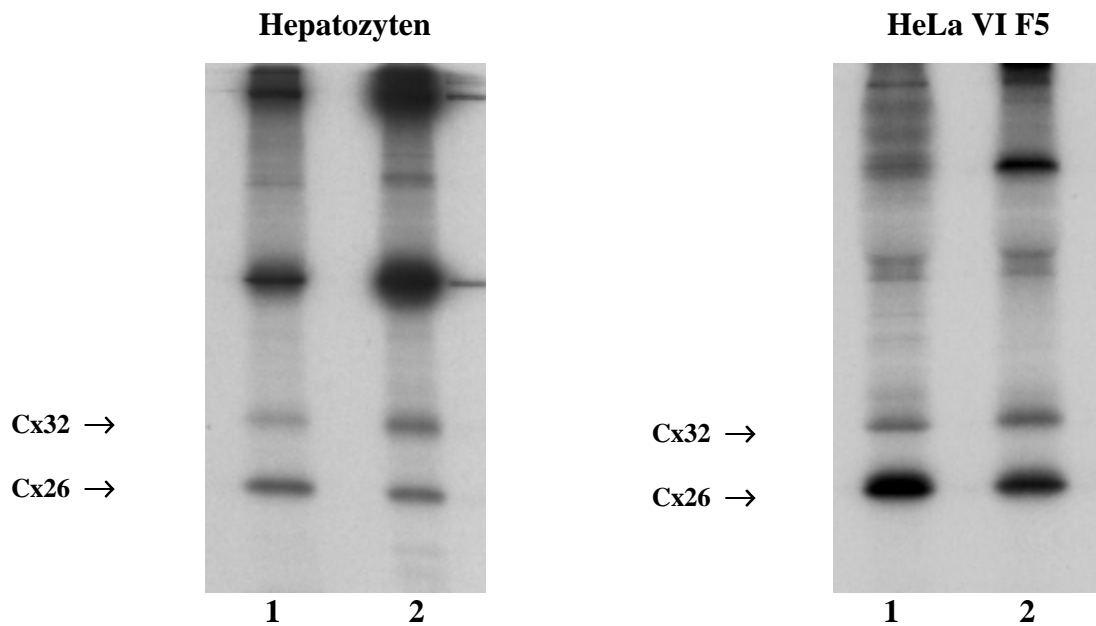 Hepatozyten
HeLa VI F5
Cx32 →
Cx26 →
Cx32 →
Cx26 →
1 2
1 2